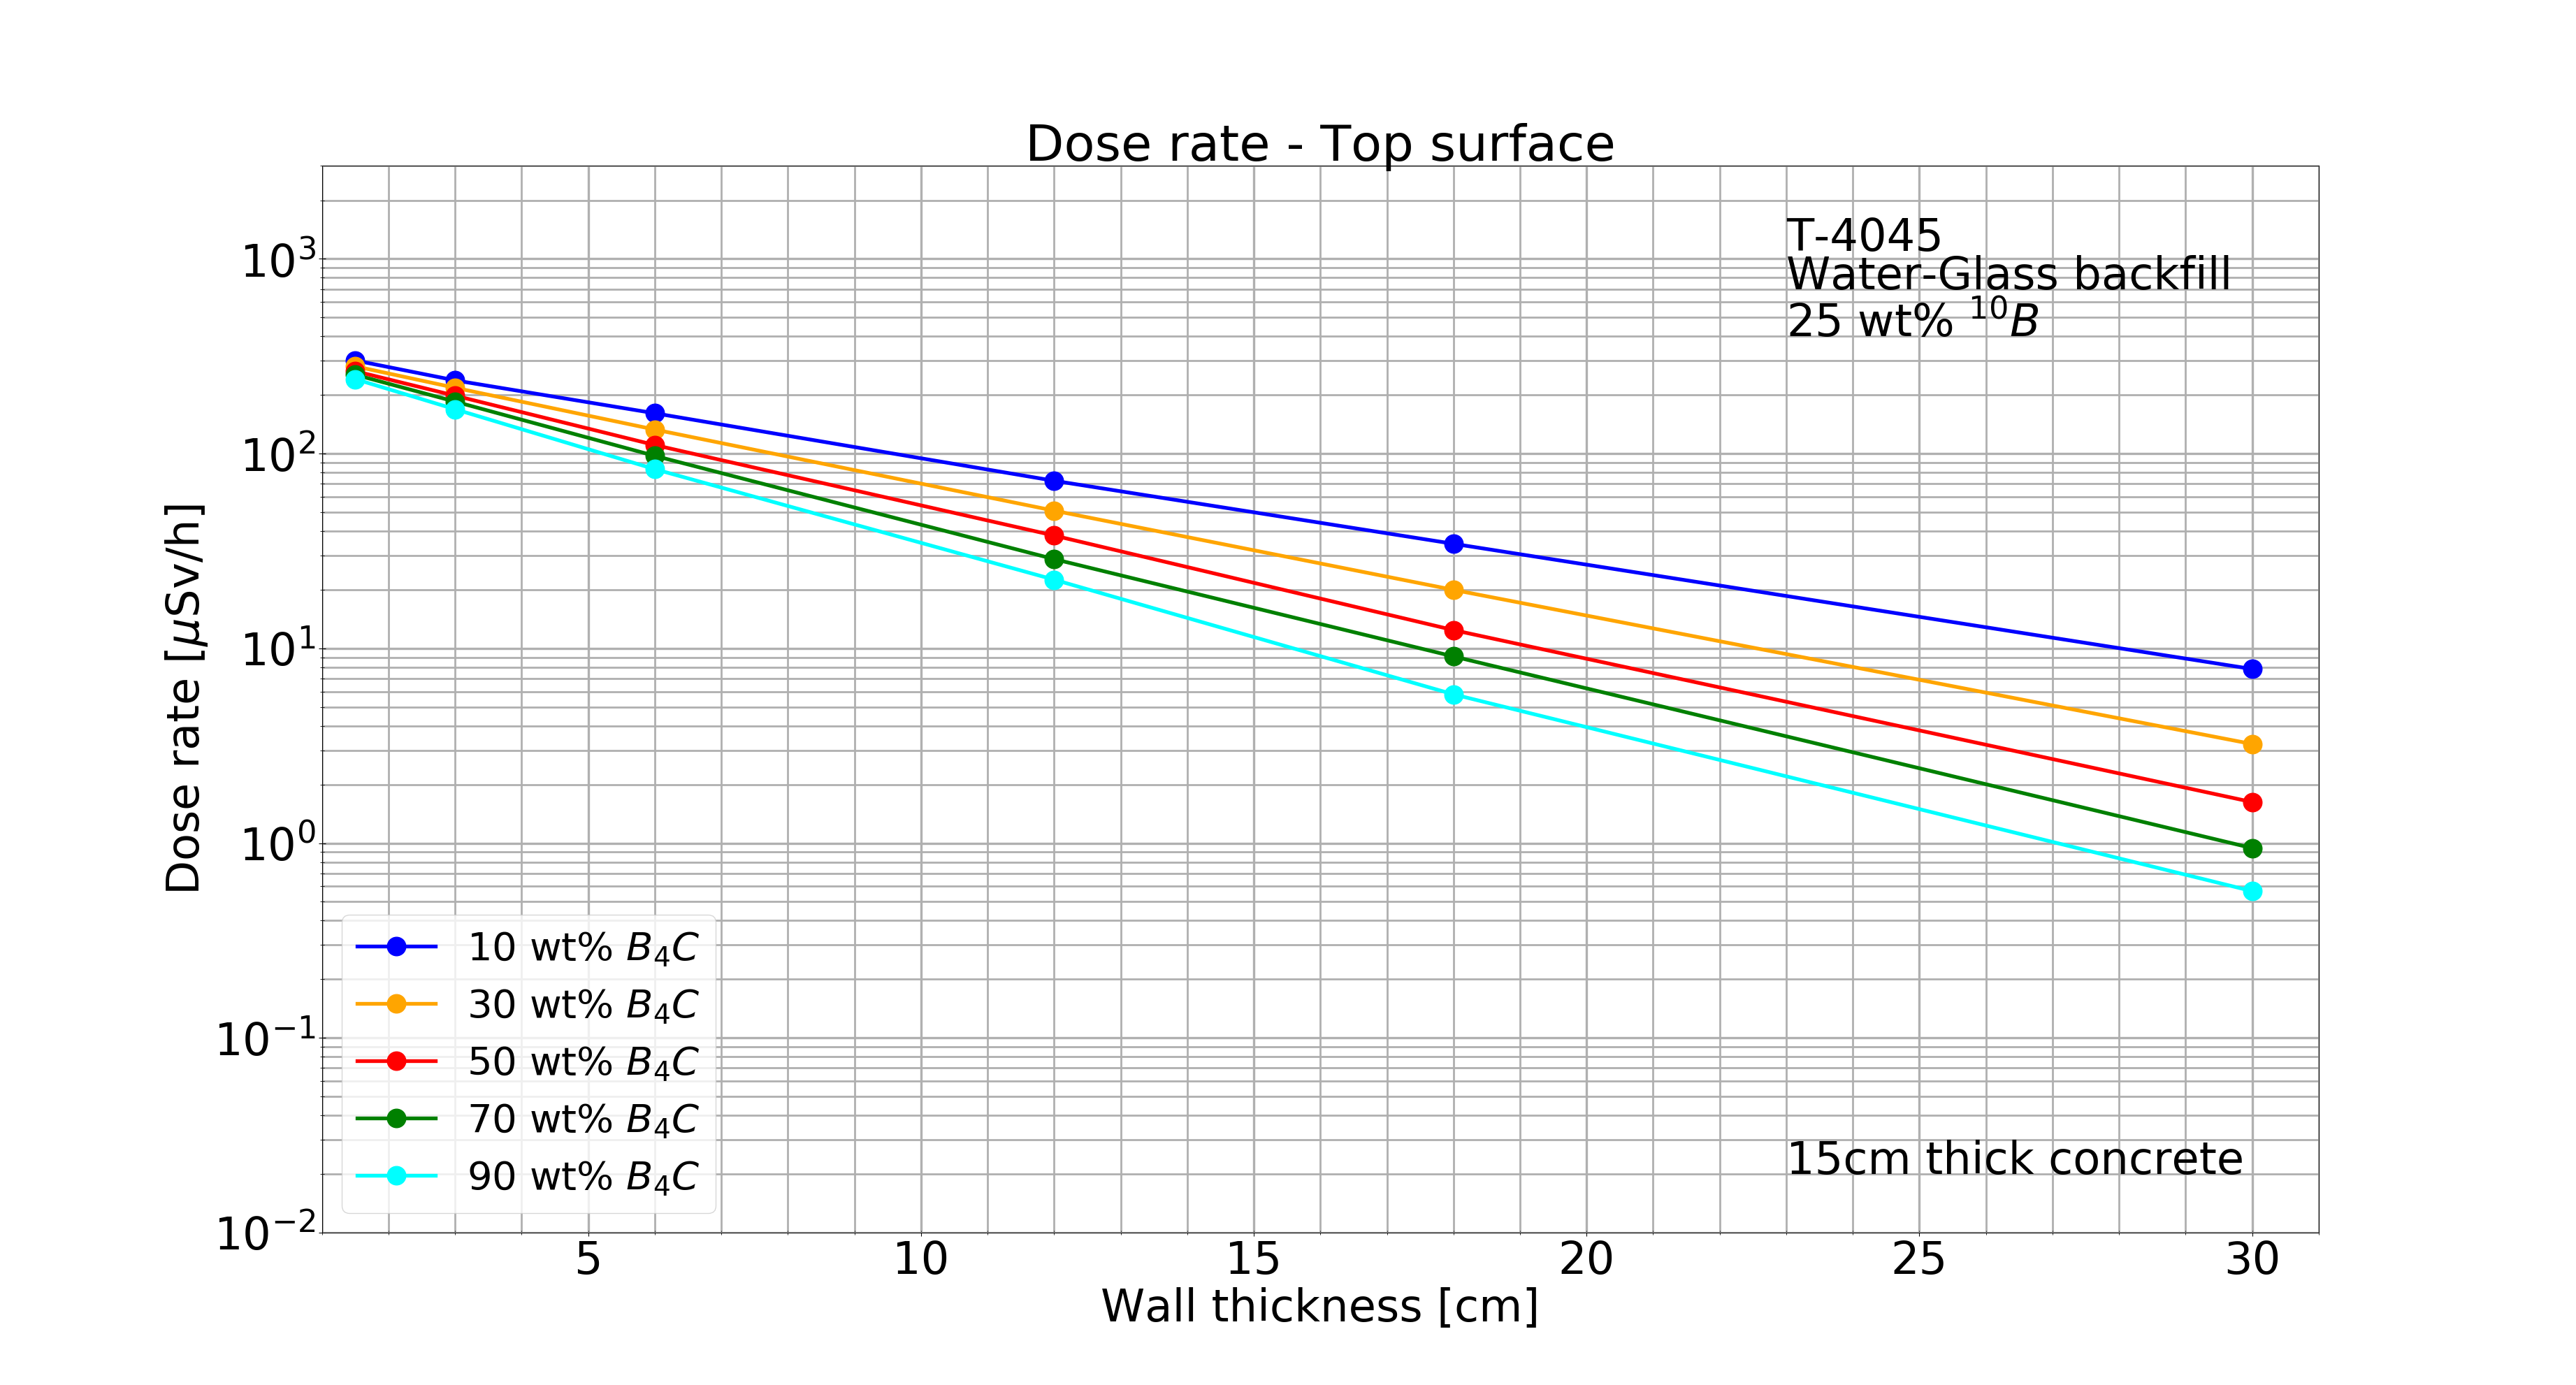 Dose rate - Top surface
T-4045
Water-Glass backfill
25 wt% ¹⁰B
10³
10²
10¹
10⁰
10⁻¹
10⁻²
Dose rate [μSv/h]
10 wt% B₄C
30 wt% B₄C
50 wt% B₄C
70 wt% B₄C
90 wt% B₄C
15cm thick concrete
5 10 15 20 25 30
Wall thickness [cm]